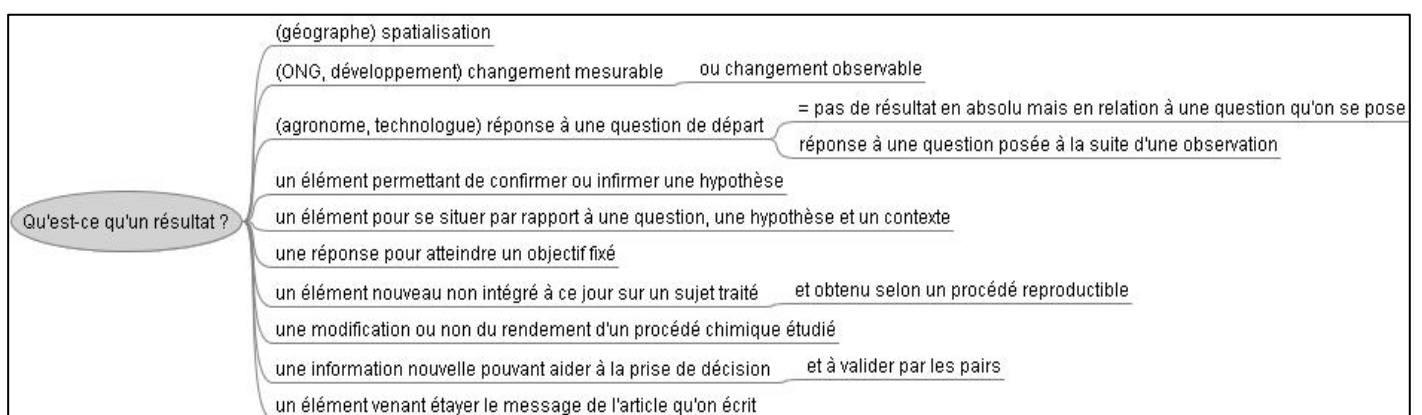 (géographe) spatialisation
(ONG, développement) changement mesurable
ou changement observable
(agronome, technologue) réponse à une question de départ
= pas de résultat en absolu mais en relation à une question qu'on se pose
réponse à une question posée à la suite d'une observation
un élément permettant de confirmer ou infirmer une hypothèse
Qu'est-ce qu'un résultat ?
un élément pour se situer par rapport à une question, une hypothèse et un contexte
une réponse pour atteindre un objectif fixé
un élément nouveau non intégré à ce jour sur un sujet traité
et obtenu selon un procédé reproductible
une modification ou non du rendement d'un procédé chimique étudié
une information nouvelle pouvant aider à la prise de décision
et à valider par les pairs
un élément venant étayer le message de l'article qu'on écrit